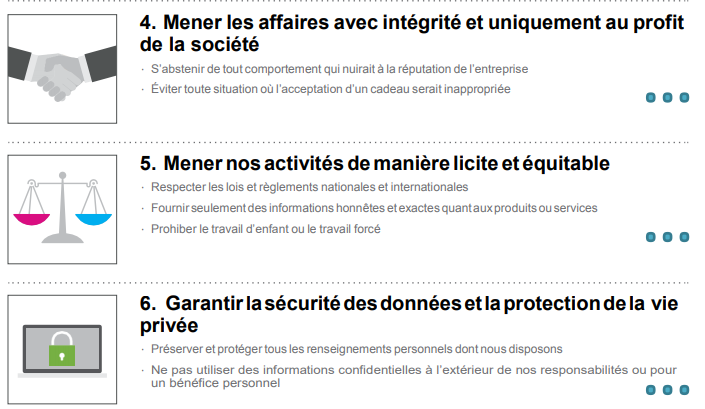 4. Mener les affaires avec intégrité et uniquement au profit
de la société
· S'abstenir de tout comportement qui nuirait à la réputation de l'entreprise
· Éviter toute situation où l'acceptation d'un cadeau serait inappropriée
5. Mener nos activités de manière licite et équitable
· Respecter les lois et règlements nationales et internationales
· Fournir seulement des informations honnêtes et exactes quant aux produits ou services
· Prohiber le travail d'enfant ou le travail forcé
6. Garantir la sécurité des données et la protection de la vie
privée
· Préserver et protéger tous les renseignements personnels dont nous disposons
· Ne pas utiliser des informations confidentielles à l'extérieur de nos responsabilités ou pour
un bénéfice personnel